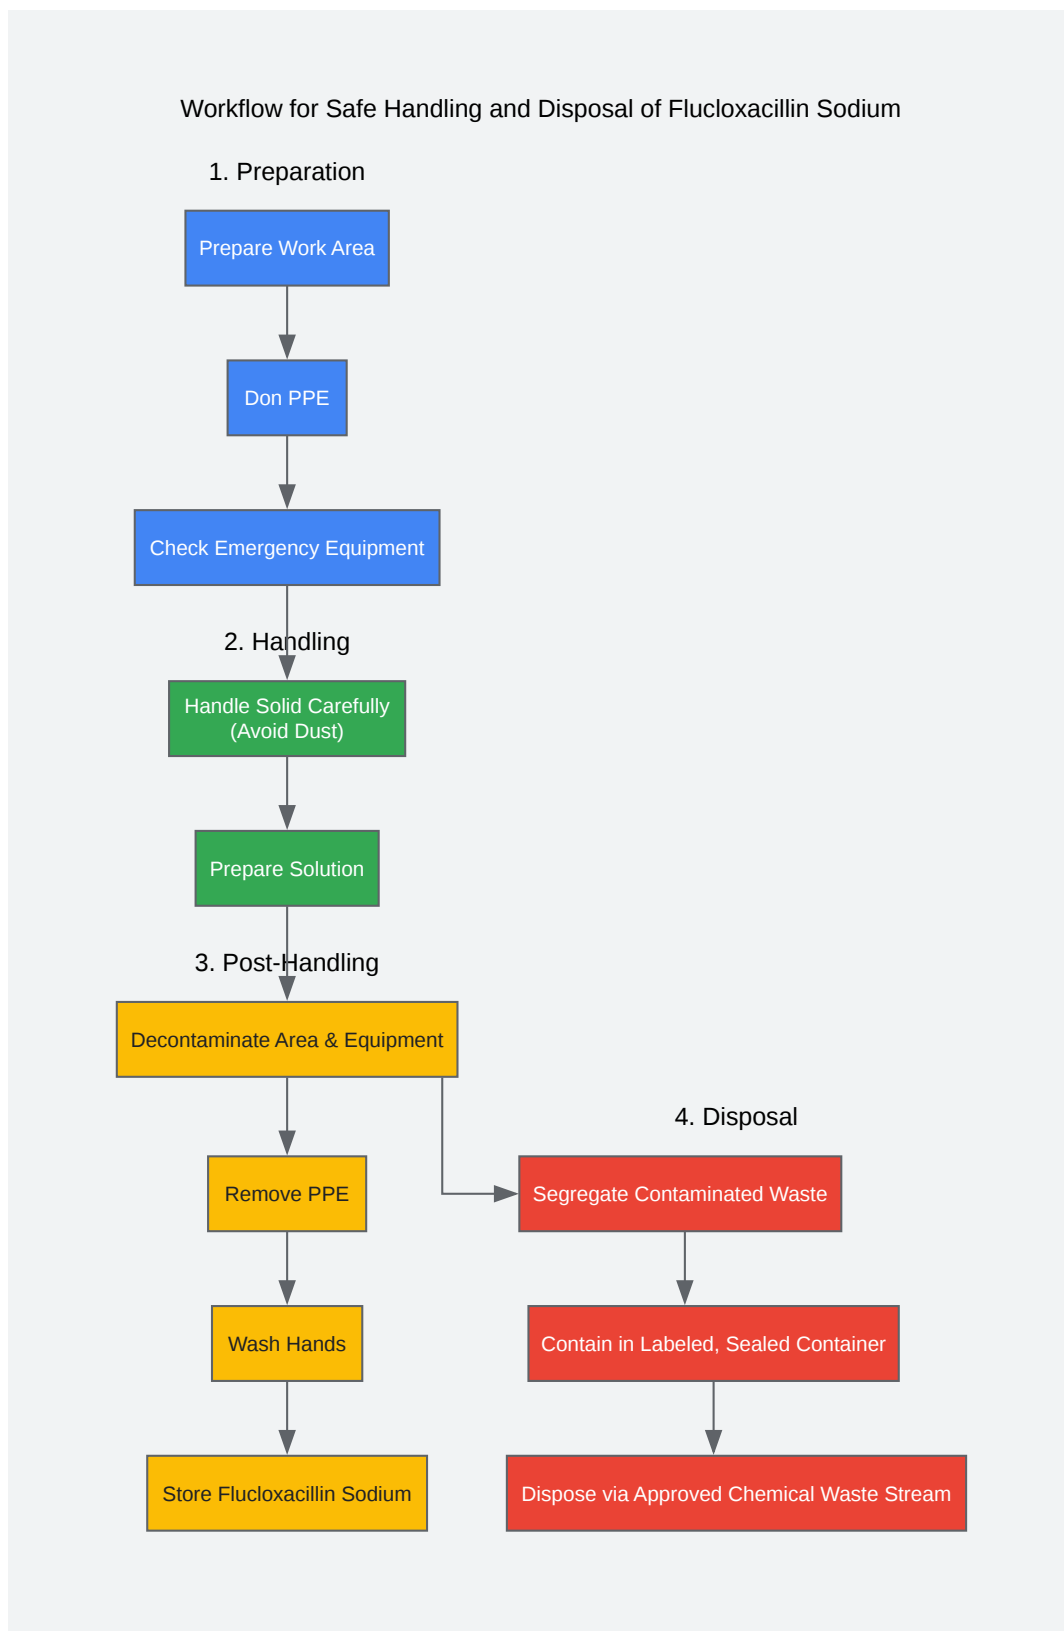 Workflow for Safe Handling and Disposal of Flucloxacillin Sodium
1. Preparation
Prepare Work Area
Don PPE
Check Emergency Equipment
2. Handling
Handle Solid Carefully
(Avoid Dust)
Prepare Solution
3. Post-Handling
Decontaminate Area & Equipment
Remove PPE
Wash Hands
Store Flucloxacillin Sodium
4. Disposal
Segregate Contaminated Waste
Contain in Labeled, Sealed Container
Dispose via Approved Chemical Waste Stream